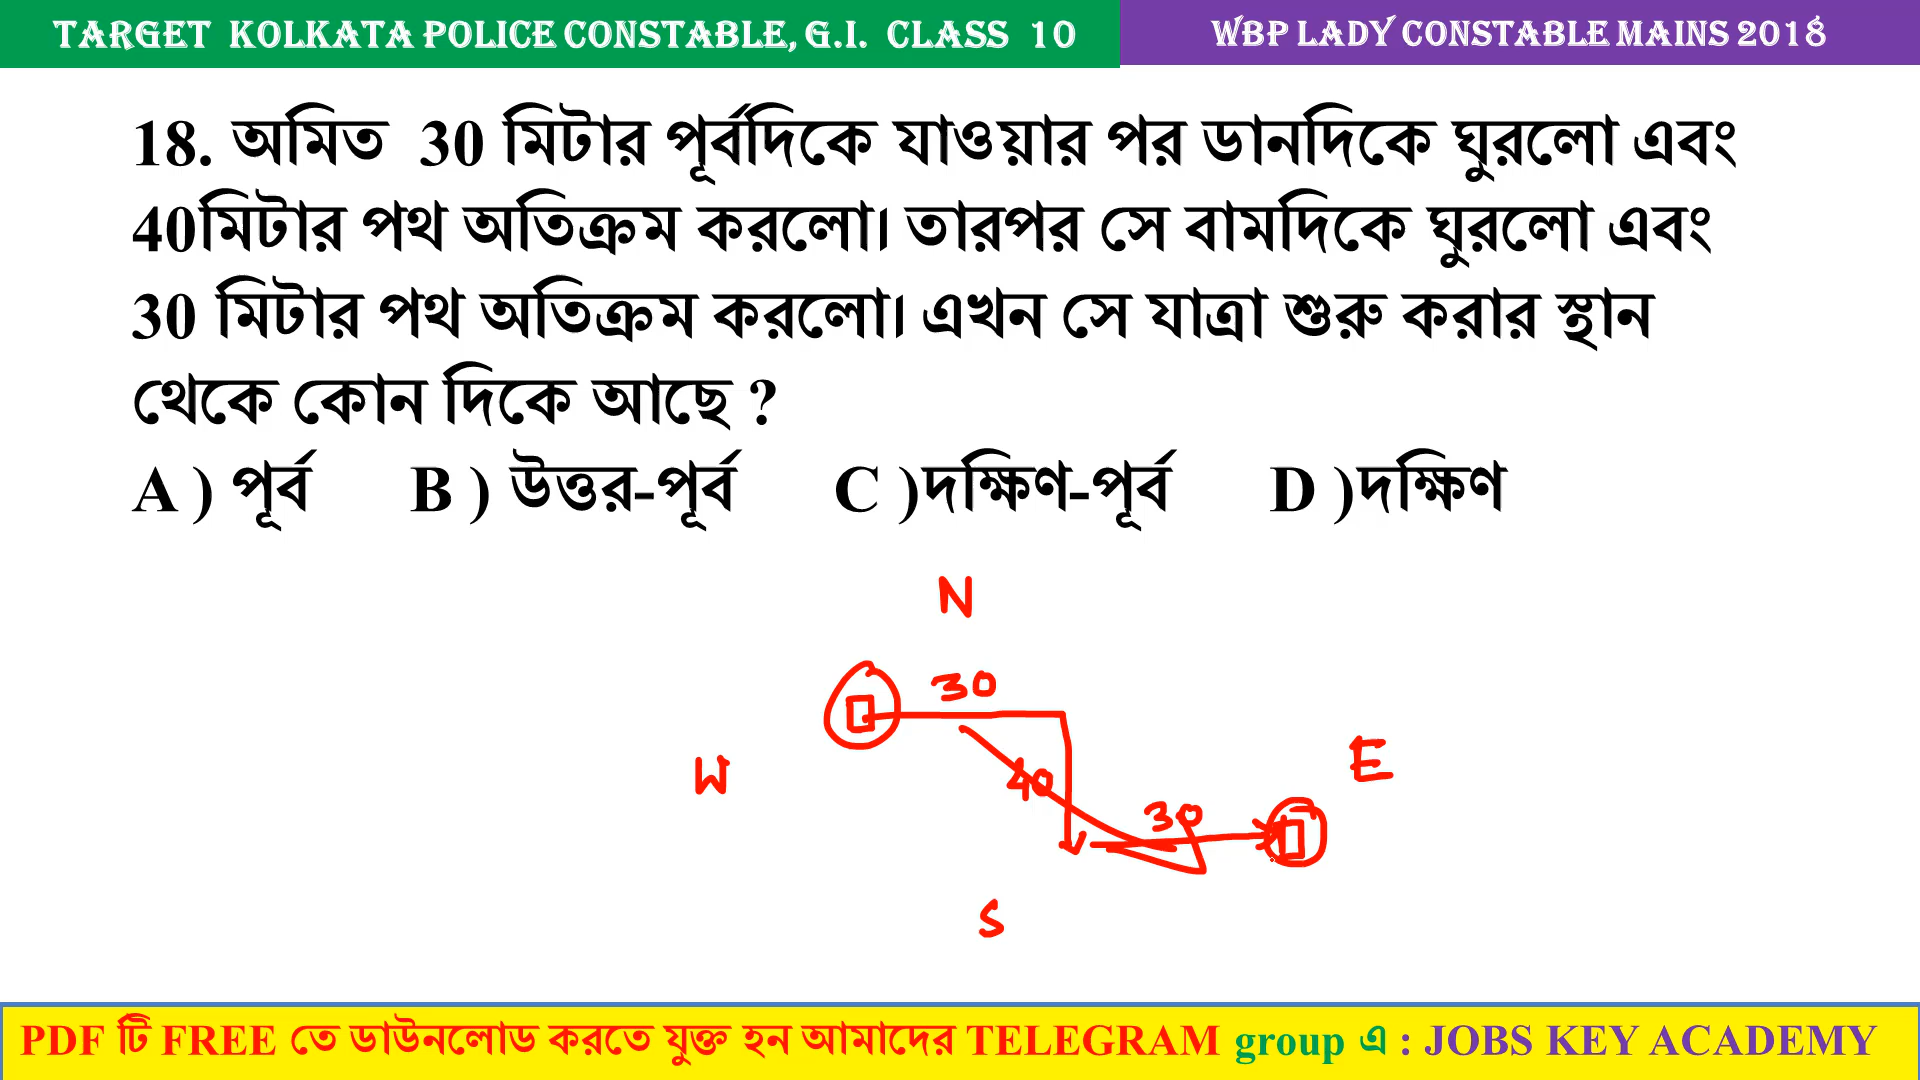 TARGET KOLKATA POLICE CONSTABLE, G.I. CLASS 10
WBP LADY CONSTABLE MAINS 2018
18. অমিত 30 মিটার পূর্বদিকে যাওয়ার পর ডানদিকে ঘুরলো এবং
40মিটার পথ অতিক্রম করলো। তারপর সে বামদিকে ঘুরলো এবং
30 মিটার পথ অতিক্রম করলো। এখন সে যাত্রা শুরু করার স্থান
থেকে কোন দিকে আছে ?
A ) পূর্ব B ) উত্তর-পূর্ব C )দক্ষিণ-পূর্ব D )দক্ষিণ
N
30
W
40
E
30
S
PDF টি FREE তে ডাউনলোড করতে যুক্ত হন আমাদের TELEGRAM group এ : JOBS KEY ACADEMY